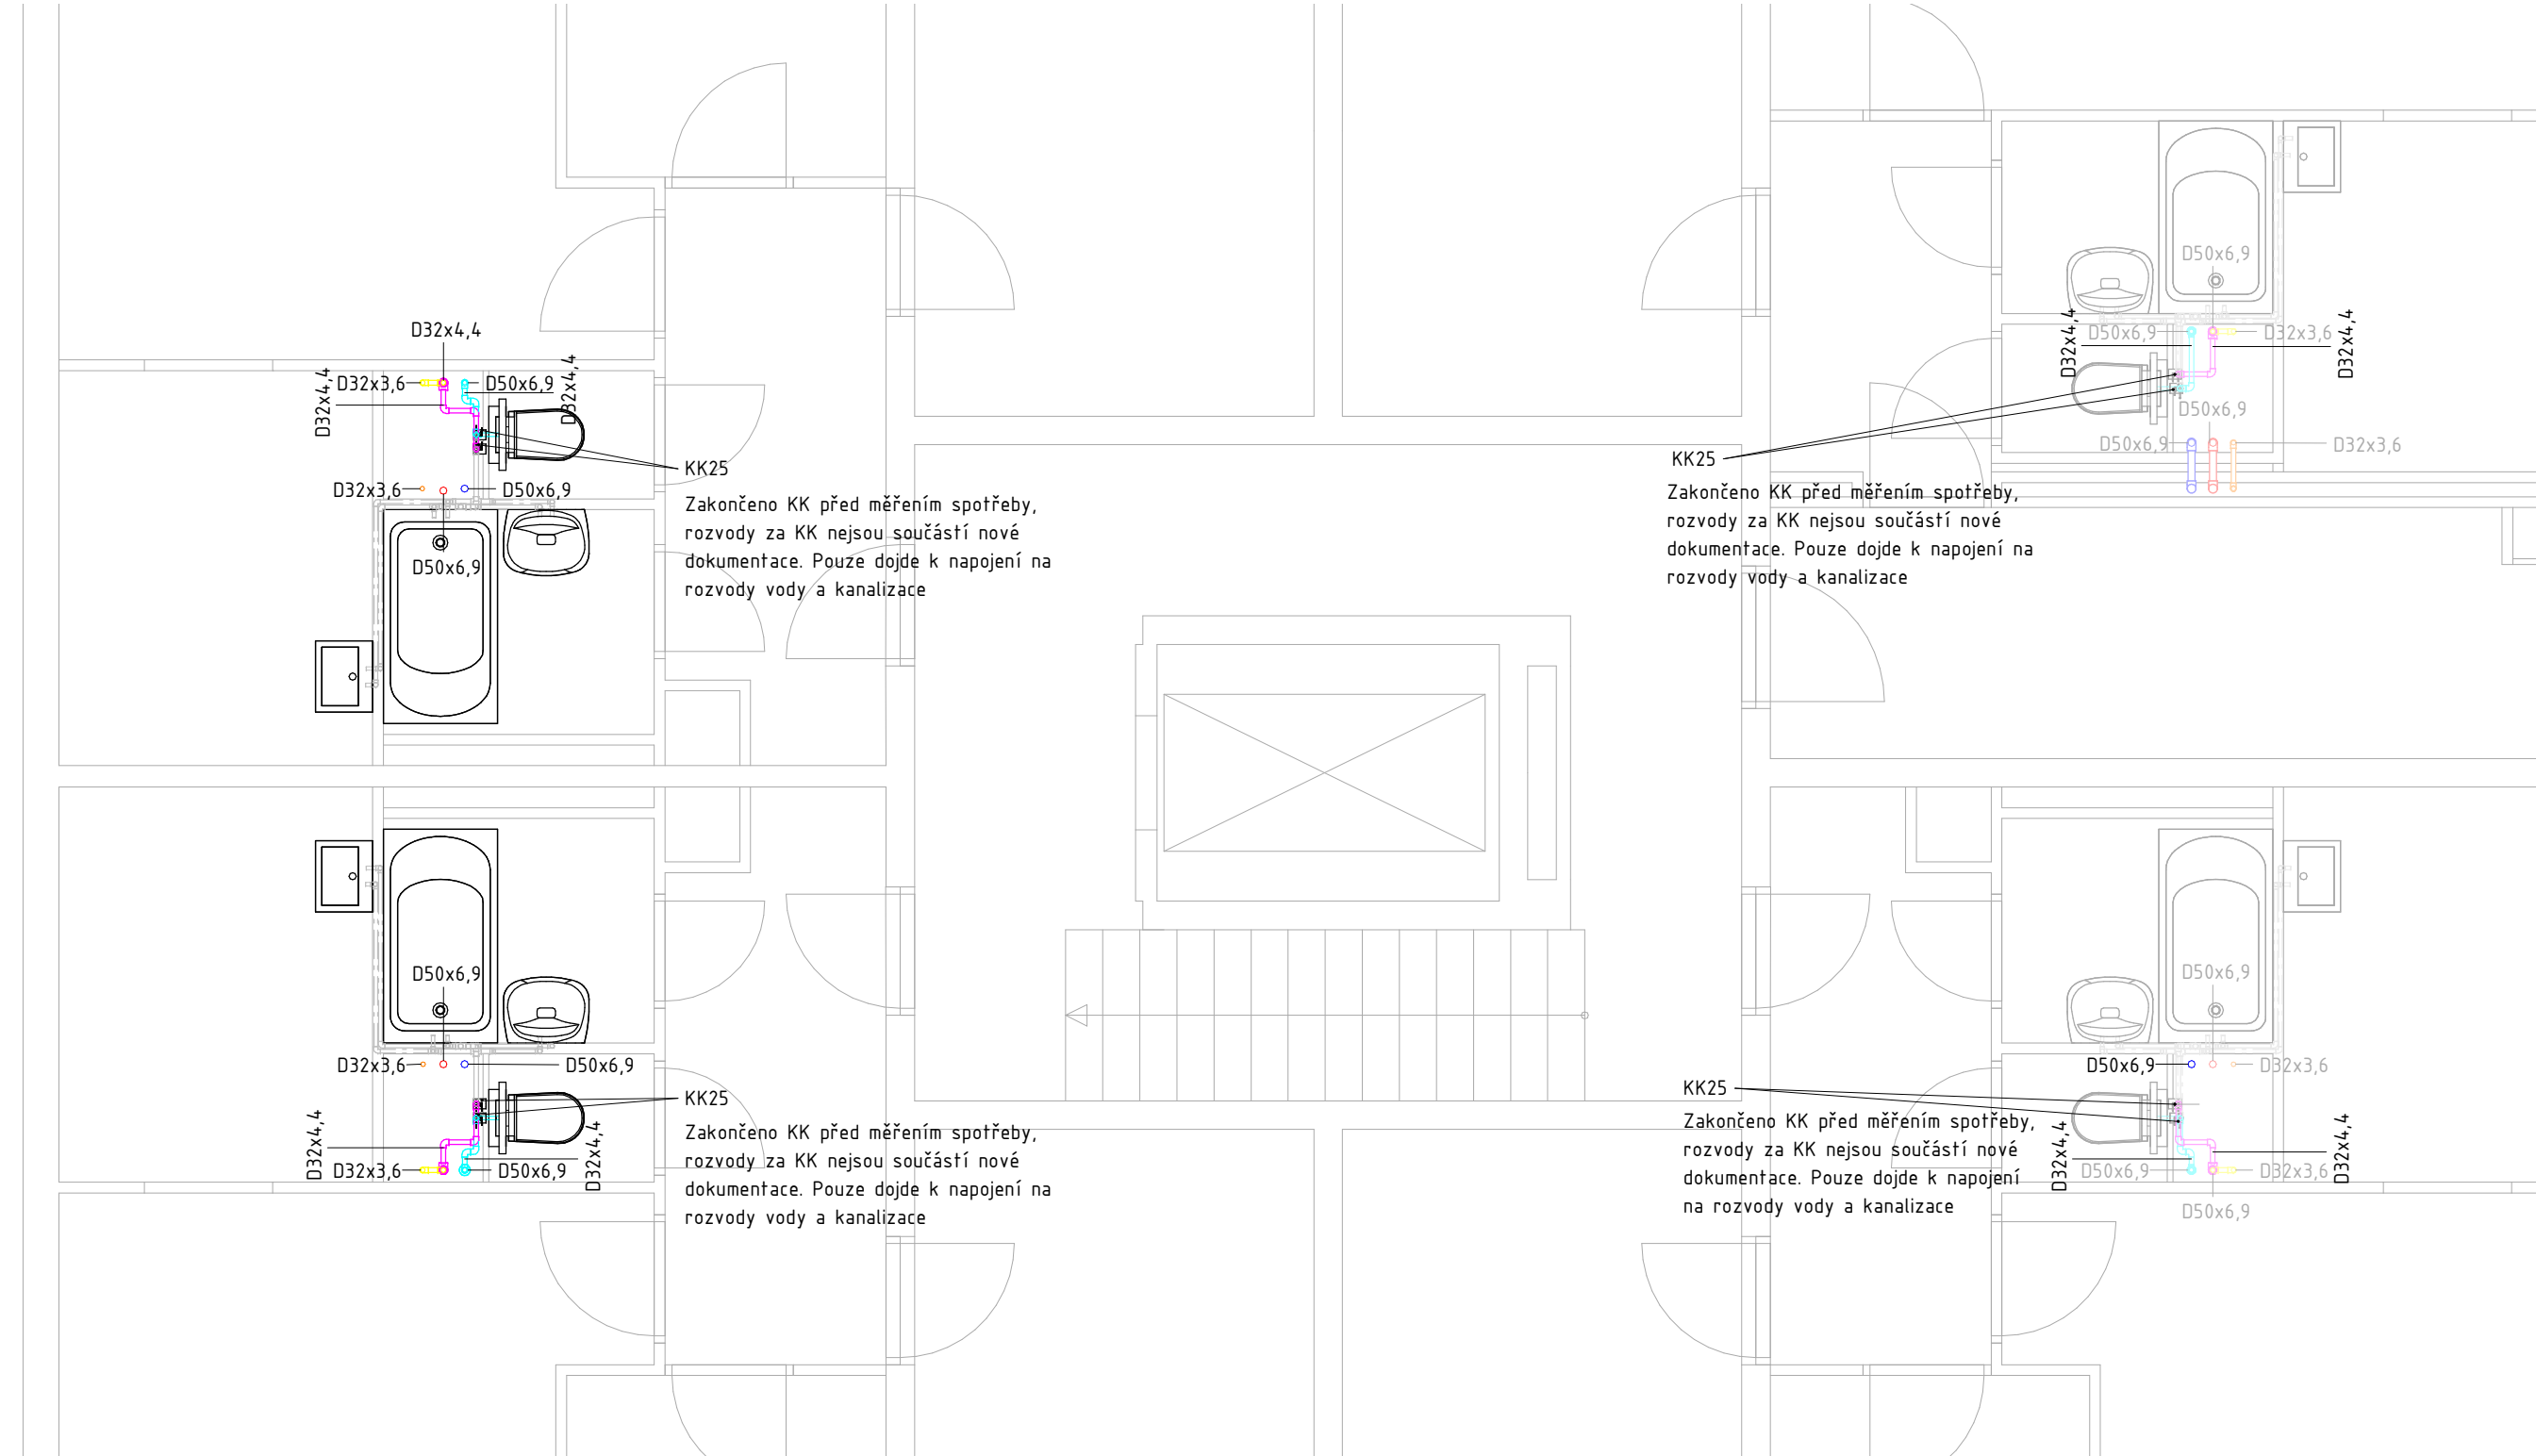 D32x4,4
D32x3,6
D50x6,9
D32x4,4
D32x4,4
KK25
D32x3,6
D50x6,9
Zakončeno KK před měřením spotřeby,
rozvody za KK nejsou součástí nové
dokumentace. Pouze dojde k napojení na
rozvody vody a kanalizace
D50x6,9
D50x6,9
D50x6,9
D32x3,6
D32x4,4
D32x4,4
D50x6,9
D50x6,9
D32x3,6
KK25
Zakončeno KK před měřením spotřeby,
rozvody za KK nejsou součástí nové
dokumentace. Pouze dojde k napojení na
rozvody vody a kanalizace
D50x6,9
D32x3,6
D50x6,9
KK25
D32x4,4
D32x4,4
D32x3,6
D50x6,9
Zakončeno KK před měřením spotřeby,
rozvody za KK nejsou součástí nové
dokumentace. Pouze dojde k napojení na
rozvody vody a kanalizace
D50x6,9
D50x6,9
D32x3,6
KK25
Zakončeno KK před měřením spotřeby,
rozvody za KK nejsou součástí nové
dokumentace. Pouze dojde k napojení
na rozvody vody a kanalizace
D32x4,4
D32x4,4
D50x6,9
D32x3,6
D50x6,9